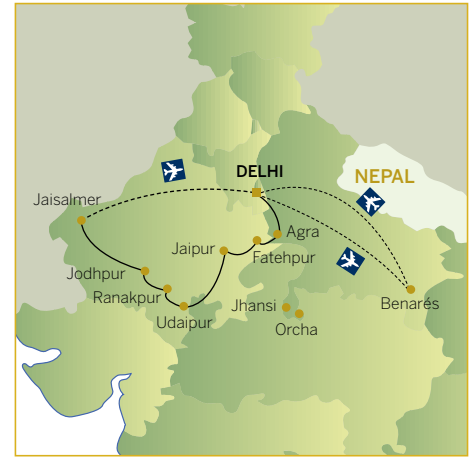 DELHI
NEPAL
Jaisalmer
Jaipur
Agra
Fatehpur
Jodhpur
Ranakpur
Udaipur
Jhansi
Orcha
Benarés